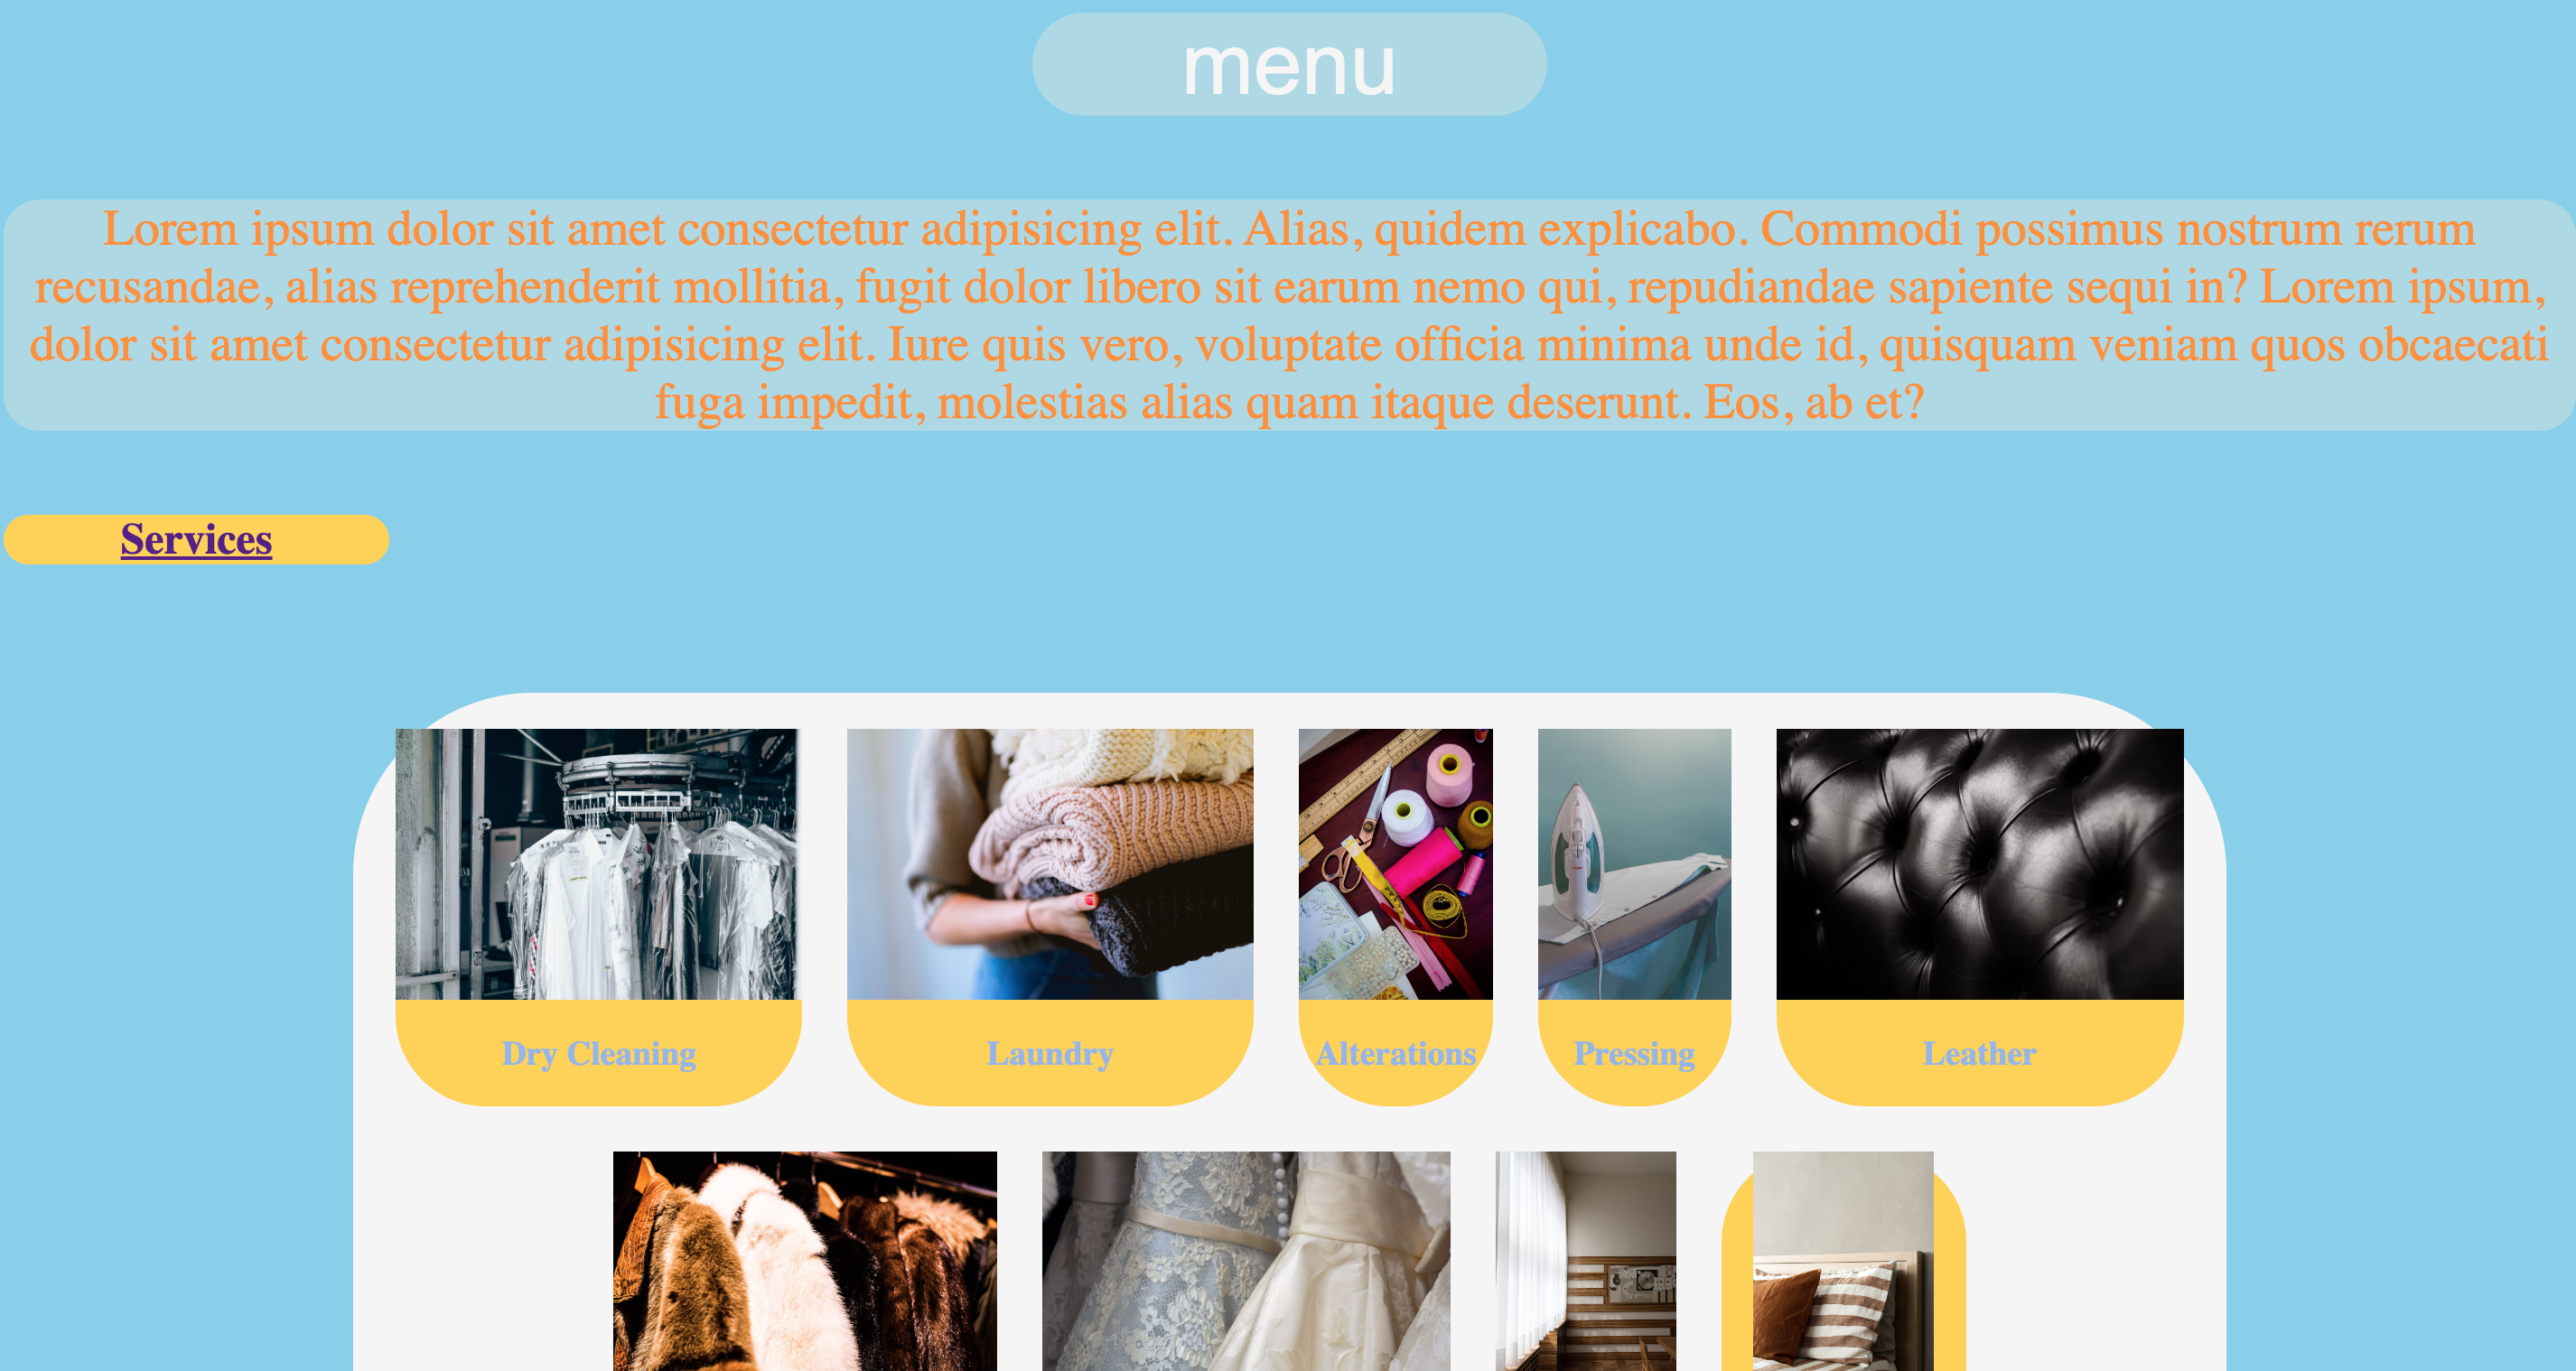 menu
Lorem ipsum dolor sit amet consectetur adipisicing elit. Alias, quidem explicabo. Commodi possimus nostrum rerum
recusandae, alias reprehenderit mollitia, fugit dolor libero sit earum nemo qui, repudiandae sapiente sequi in? Lorem ipsum,
dolor sit amet consectetur adipisicing elit. Iure quis vero, voluptate officia minima unde id, quisquam veniam quos obcaecati
fuga impedit, molestias alias quam itaque deserunt. Eos, ab et?
Services
Dry Cleaning
Laundry
Alterations
Pressing
Leather